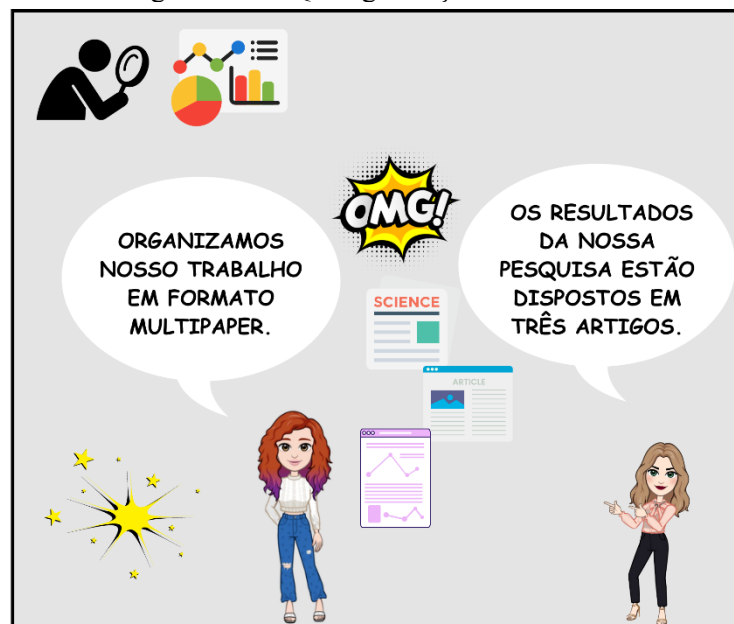 ORGANIZAMOS
NOSSO TRABALHO
EM FORMATO
MULTIPAPER.
OMG!
OS RESULTADOS
DA NOSSA
PESQUISA ESTÃO
DISPOSTOS EM
TRÊS ARTIGOS.
SCIENCE
ARTICLE